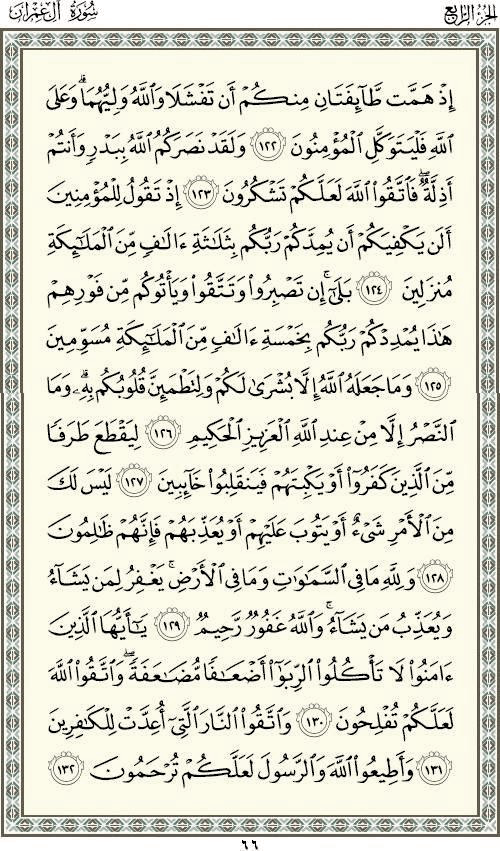 الجزء الرابع
سُورَةُ آلِ عِمْرَان
إِذْ هَمَّت طَّآئِفَتَانِ مِنكُمْ أَن تَفْشَلَا وَٱللَّهُ وَلِيُّهُمَا ۗ وَعَلَى
ٱللَّهِ فَلْيَتَوَكَّلِ ٱلْمُؤْمِنُونَ ١٢٢ وَلَقَدْ نَصَرَكُمُ ٱللَّهُ بِبَدْرٍ وَأَنتُمْ
أَذِلَّةٌ ۖ فَٱتَّقُوا۟ ٱللَّهَ لَعَلَّكُمْ تَشْكُرُونَ ١٢٣ إِذْ تَقُولُ لِلْمُؤْمِنِينَ
أَلَن يَكْفِيَكُمْ أَن يُمِدَّكُمْ رَبُّكُم بِثَلَٰثَةِ ءَالَٰفٍ مِّنَ ٱلْمَلَٰٓئِكَةِ
مُنزَلِينَ ١٢٤ بَلَىٰٓ ۚ إِن تَصْبِرُوا۟ وَتَتَّقُوا۟ وَيَأْتُوكُم مِّن فَوْرِهِمْ
هَٰذَا يُمْدِدْكُمْ رَبُّكُم بِخَمْسَةِ ءَالَٰفٍ مِّنَ ٱلْمَلَٰٓئِكَةِ مُسَوِّمِينَ
١٢٥ وَمَا جَعَلَهُ ٱللَّهُ إِلَّا بُشْرَىٰ لَكُمْ وَلِتَطْمَئِنَّ قُلُوبُكُم بِهِۦ ۗ وَمَا
ٱلنَّصْرُ إِلَّا مِنْ عِندِ ٱللَّهِ ٱلْعَزِيزِ ٱلْحَكِيمِ ١٢٦ لِيَقْطَعَ طَرَفًا
مِّنَ ٱلَّذِينَ كَفَرُوٓا۟ أَوْ يَكْبِتَهُمْ فَيَنقَلِبُوا۟ خَآئِبِينَ ١٢٧ لَيْسَ لَكَ
مِنَ ٱلْأَمْرِ شَىْءٌ أَوْ يَتُوبَ عَلَيْهِمْ أَوْ يُعَذِّبَهُمْ فَإِنَّهُمْ ظَٰلِمُونَ
١٢٨ وَلِلَّهِ مَا فِى ٱلسَّمَٰوَٰتِ وَمَا فِى ٱلْأَرْضِ ۚ يَغْفِرُ لِمَن يَشَآءُ
وَيُعَذِّبُ مَن يَشَآءُ ۚ وَٱللَّهُ غَفُورٌ رَّحِيمٌ ١٢٩ يَٰٓأَيُّهَا ٱلَّذِينَ
ءَامَنُوا۟ لَا تَأْكُلُوا۟ ٱلرِّبَوٰٓا۟ أَضْعَٰفًا مُّضَٰعَفَةً ۖ وَٱتَّقُوا۟ ٱللَّهَ
لَعَلَّكُمْ تُفْلِحُونَ ١٣٠ وَٱتَّقُوا۟ ٱلنَّارَ ٱلَّتِىٓ أُعِدَّتْ لِلْكَٰفِرِينَ
١٣١ وَأَطِيعُوا۟ ٱللَّهَ وَٱلرَّسُولَ لَعَلَّكُمْ تُرْحَمُونَ ١٣٢
٦٦